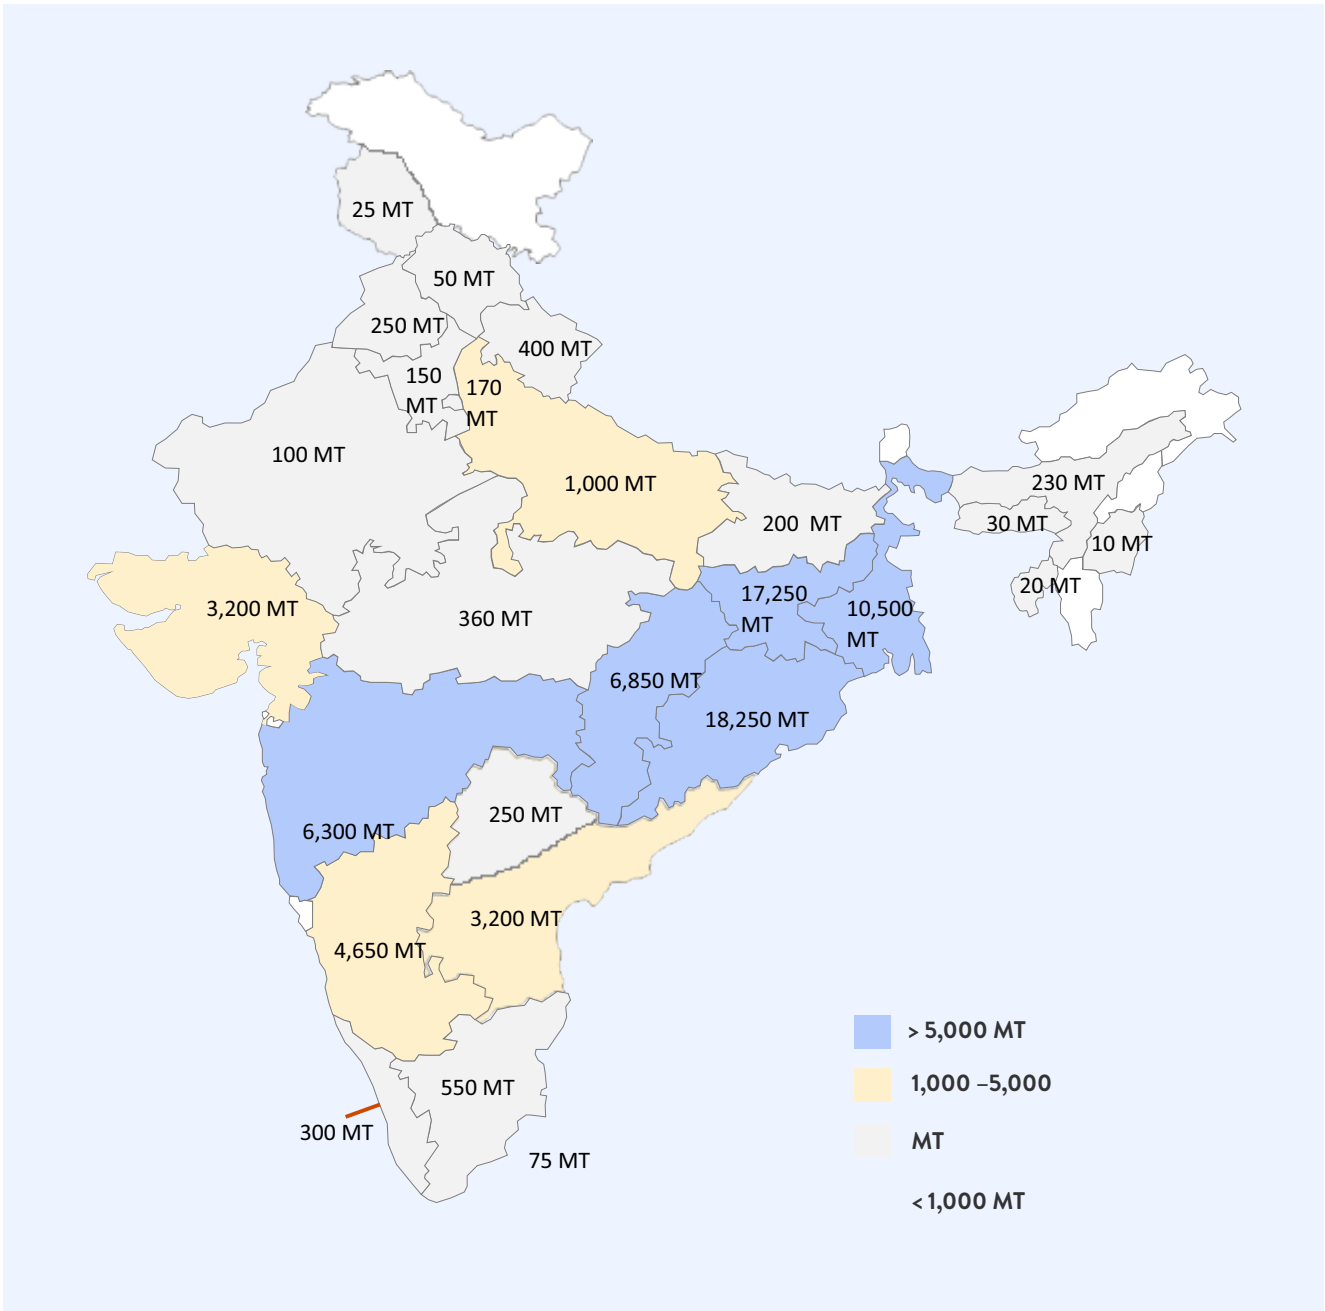 25 MT
50 MT
250 MT
400 MT
150
MT
170
MT
100 MT
1,000 MT
230 MT
200  MT
30 MT
10 MT
20 MT
3,200 MT
360 MT
17,250
MT
10,500
MT
6,850 MT
18,250 MT
250 MT
6,300 MT
3,200 MT
4,650 MT
550 MT
300 MT
75 MT
> 5,000 MT
1,000 –5,000
MT
< 1,000 MT